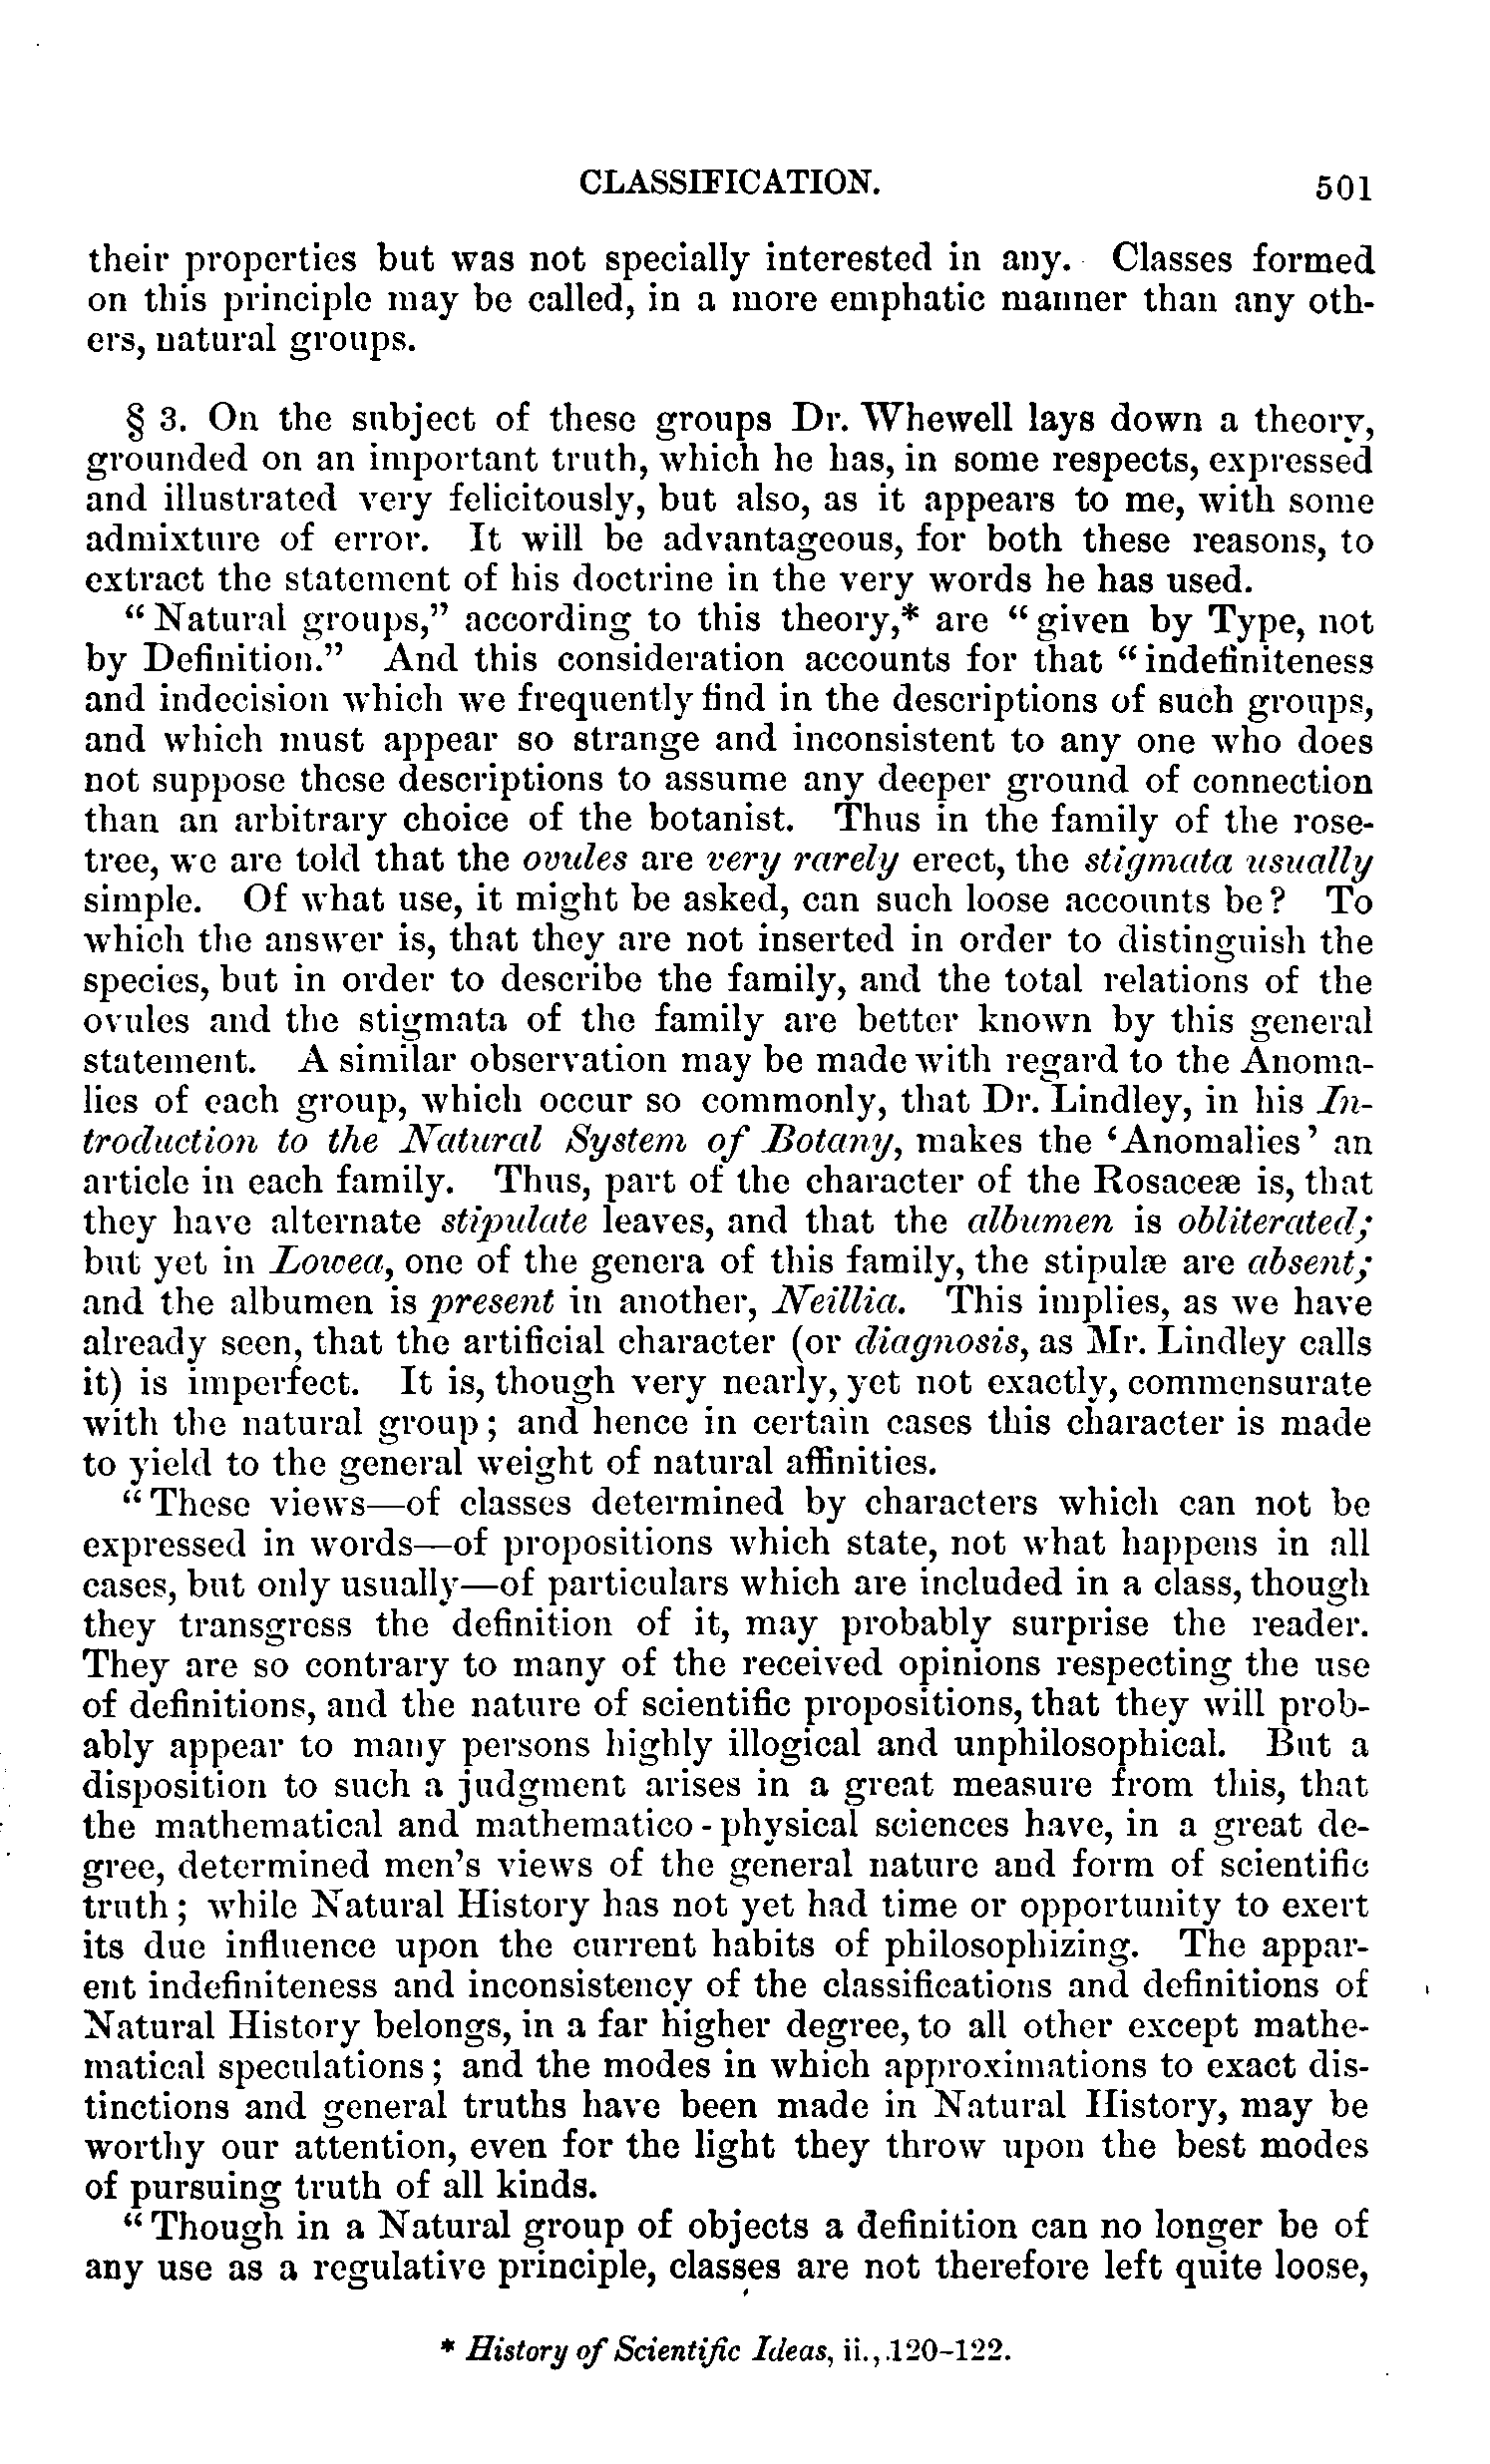 CLASSIFICATION. 501
their properties but was not specially interested in any. Classes formed
on this principle may be called, in a more emphatic manner than any oth-
ers, natural groups.
§ 3. On the subject of these groups Dr. Whewell lays down a theory,
grounded on an important truth, which he has, in some respects, expressed
and illustrated very felicitously, but also, as it appears to me, with some
admixture of error. It will be advantageous, for both these reasons, to
extract the statement of his doctrine in the very words he has used.
“Natural groups,” according to this theory,* are “given by Type, not
by Definition.” And this consideration accounts for that “indefiniteness
and indecision which we frequently find in the descriptions of such groups,
and which must appear so strange and inconsistent to any one who does
not suppose these descriptions to assume any deeper ground of connection
than an arbitrary choice of the botanist. Thus in the family of the rose-
tree, we are told that the ovules are very rarely erect, the stigmata usually
simple. Of what use, it might be asked, can such loose accounts be? To
which the answer is, that they are not inserted in order to distinguish the
species, but in order to describe the family, and the total relations of the
ovules and the stigmata of the family are better known by this general
statement. A similar observation may be made with regard to the Anoma-
lies of each group, which occur so commonly, that Dr. Lindley, in his In-
troduction to the Natural System of Botany, makes the ‘Anomalies’ an
article in each family. Thus, part of the character of the Rosaceæ is, that
they have alternate stipulate leaves, and that the albumen is obliterated;
but yet in Lowea, one of the genera of this family, the stipulæ are absent;
and the albumen is present in another, Neillia. This implies, as we have
already seen, that the artificial character (or diagnosis, as Mr. Lindley calls
it) is imperfect. It is, though very nearly, yet not exactly, commensurate
with the natural group; and hence in certain cases this character is made
to yield to the general weight of natural affinities.
“These views—of classes determined by characters which can not be
expressed in words—of propositions which state, not what happens in all
cases, but only usually—of particulars which are included in a class, though
they transgress the definition of it, may probably surprise the reader.
They are so contrary to many of the received opinions respecting the use
of definitions, and the nature of scientific propositions, that they will prob-
ably appear to many persons highly illogical and unphilosophical. But a
disposition to such a judgment arises in a great measure from this, that
the mathematical and mathematico-physical sciences have, in a great de-
gree, determined men’s views of the general nature and form of scientific
truth; while Natural History has not yet had time or opportunity to exert
its due influence upon the current habits of philosophizing. The appar-
ent indefiniteness and inconsistency of the classifications and definitions of
Natural History belongs, in a far higher degree, to all other except mathe-
matical speculations; and the modes in which approximations to exact dis-
tinctions and general truths have been made in Natural History, may be
worthy our attention, even for the light they throw upon the best modes
of pursuing truth of all kinds.
“Though in a Natural group of objects a definition can no longer be of
any use as a regulative principle, classes are not therefore left quite loose,
* History of Scientific Ideas, ii., 120–122.